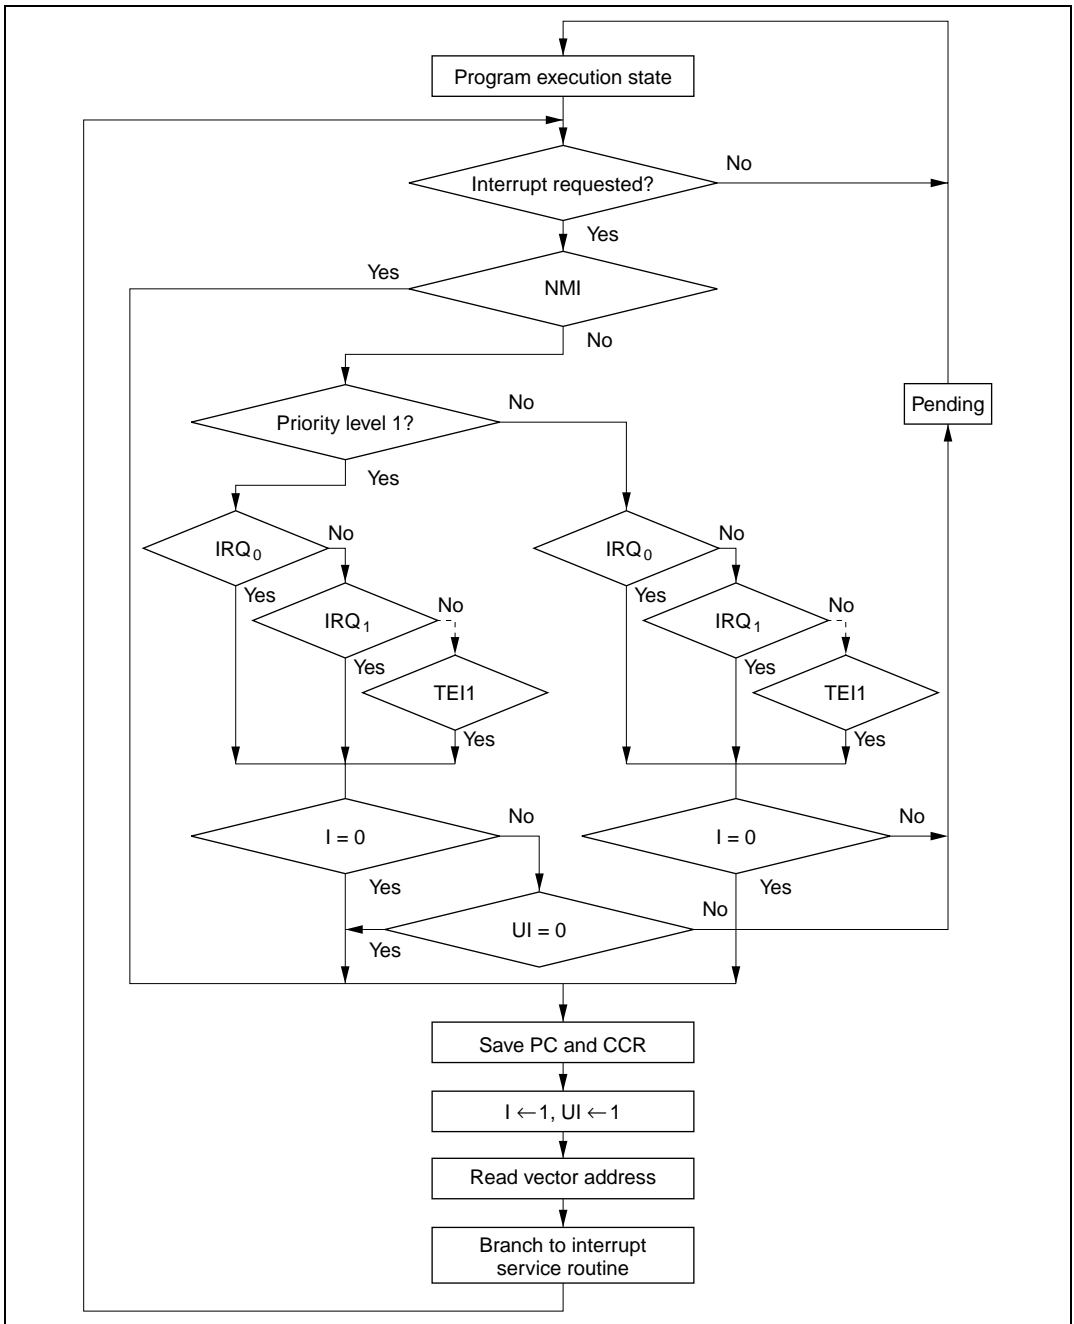 Program execution state
No
Interrupt requested?
Yes
Yes
NMI
No
No
Pending
Priority level 1?
Yes
No
No
IRQ0
IRQ0
Yes
No
Yes
No
IRQ1
IRQ1
Yes
Yes
TEI1
TEI1
Yes
Yes
No
No
I = 0
I = 0
Yes
Yes
No
UI = 0
Yes
Save PC and CCR
I ←1, UI ←1
Read vector address
Branch to interrupt
service routine